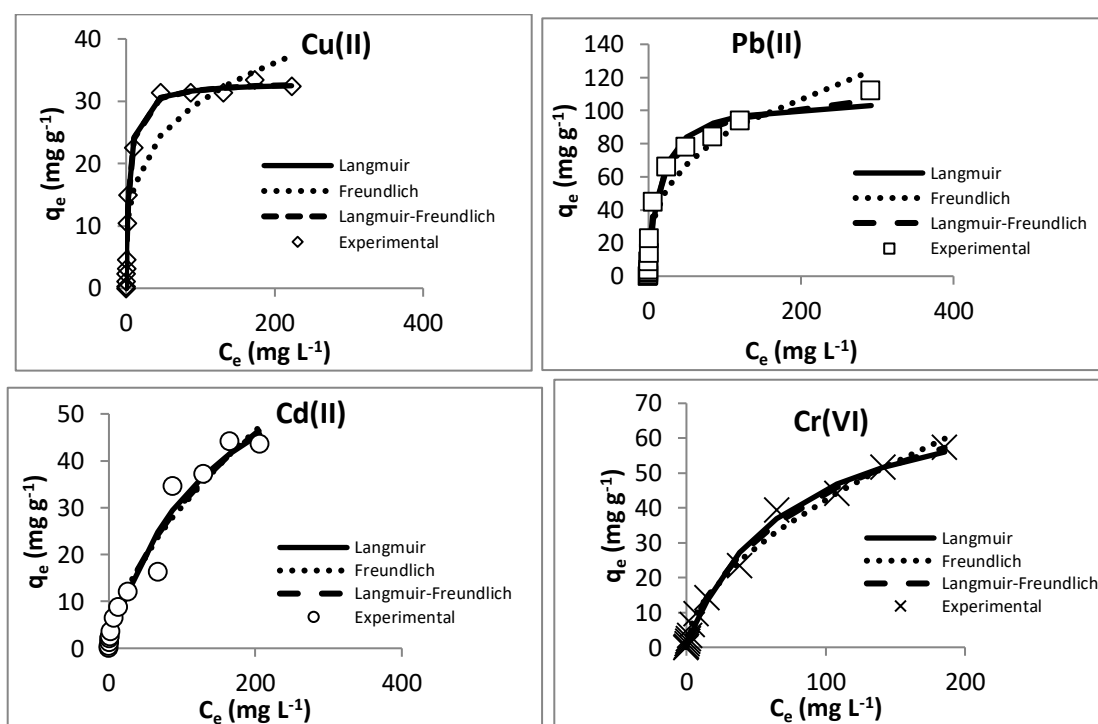 Cu(II)
40
30
20
10
0
0
200
400
qₑ (mg g⁻¹)
Cₑ (mg L⁻¹)
Langmuir
Freundlich
Langmuir-Freundlich
Experimental
Pb(II)
140
120
100
80
60
40
20
0
0
200
400
qₑ (mg g⁻¹)
Cₑ (mg L⁻¹)
Langmuir
Freundlich
Langmuir-Freundlich
Experimental
Cd(II)
50
40
30
20
10
0
0
200
400
qₑ (mg g⁻¹)
Cₑ (mg L⁻¹)
Langmuir
Freundlich
Langmuir-Freundlich
Experimental
Cr(VI)
70
60
50
40
30
20
10
0
0
100
200
qₑ (mg g⁻¹)
Cₑ (mg L⁻¹)
Langmuir
Freundlich
Langmuir-Freundlich
Experimental